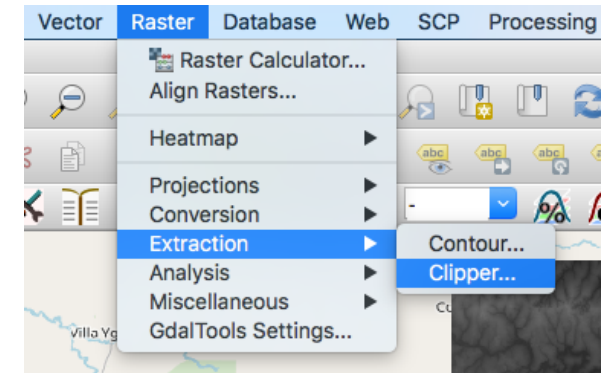 Vector Raster Database Web SCP Processing
Raster Calculator...
Align Rasters...
Heatmap
abc abc abc
Projections
Conversion
-
Extraction
Contour...
Analysis
Clipper...
Miscellaneous
Villa Yg
GdalTools Settings...